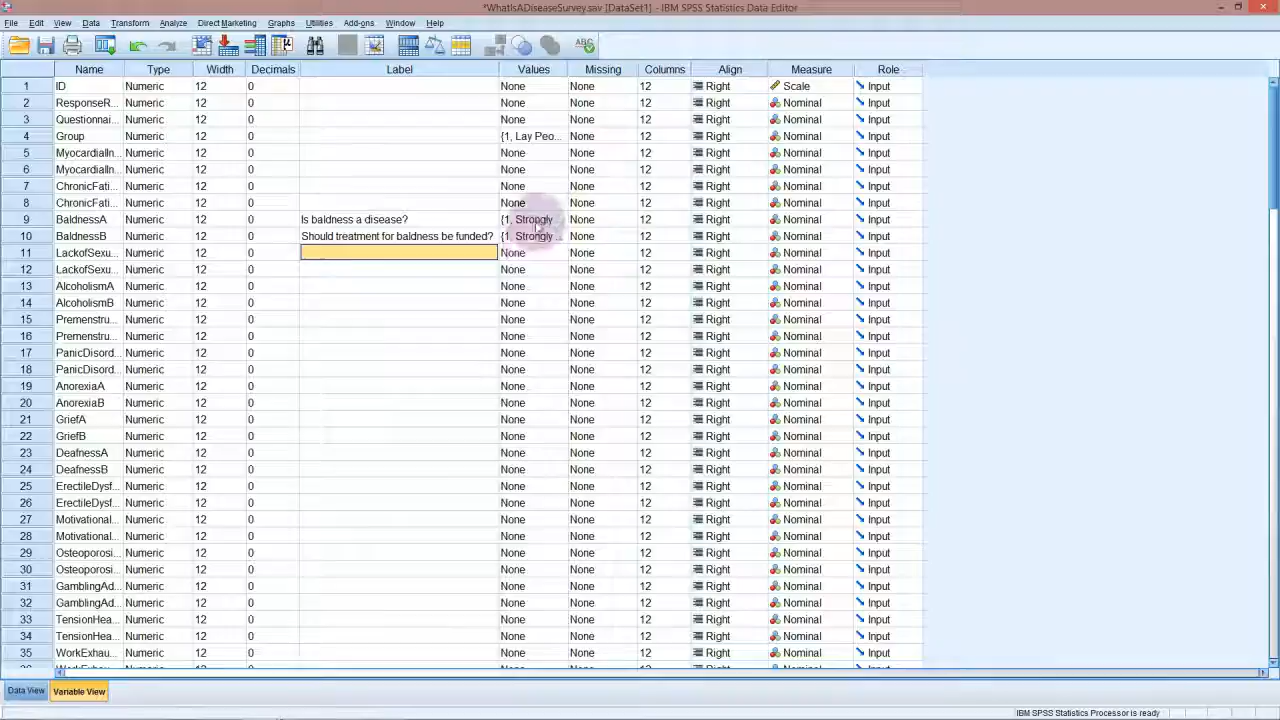 *WhatIsADiseaseSurvey.sav [DataSet1] - IBM SPSS Statistics Data Editor
File Edit View Data Transform Analyze Direct Marketing Graphs Utilities Add-ons Window Help
Name Type Width Decimals Label Values Missing Columns Align Measure Role
1 ID Numeric 12 0 None None 12 Right Scale Input
2 ResponseR... Numeric 12 0 None None 12 Right Nominal Input
3 Questionnai... Numeric 12 0 None None 12 Right Nominal Input
4 Group Numeric 12 0 {1, Lay Peo... None 12 Right Nominal Input
5 MyocardialIn... Numeric 12 0 None None 12 Right Nominal Input
6 MyocardialIn... Numeric 12 0 None None 12 Right Nominal Input
7 ChronicFati... Numeric 12 0 None None 12 Right Nominal Input
8 ChronicFati... Numeric 12 0 None None 12 Right Nominal Input
9 BaldnessA Numeric 12 0 Is baldness a disease? {1, Strongly ... None 12 Right Nominal Input
10 BaldnessB Numeric 12 0 Should treatment for baldness be funded? {1, Strongly ... None 12 Right Nominal Input
11 LackofSexu... Numeric 12 0 None None 12 Right Nominal Input
12 LackofSexu... Numeric 12 0 None None 12 Right Nominal Input
13 AlcoholismA Numeric 12 0 None None 12 Right Nominal Input
14 AlcoholismB Numeric 12 0 None None 12 Right Nominal Input
15 Premenstru... Numeric 12 0 None None 12 Right Nominal Input
16 Premenstru... Numeric 12 0 None None 12 Right Nominal Input
17 PanicDisord... Numeric 12 0 None None 12 Right Nominal Input
18 PanicDisord... Numeric 12 0 None None 12 Right Nominal Input
19 AnorexiaA Numeric 12 0 None None 12 Right Nominal Input
20 AnorexiaB Numeric 12 0 None None 12 Right Nominal Input
21 GriefA Numeric 12 0 None None 12 Right Nominal Input
22 GriefB Numeric 12 0 None None 12 Right Nominal Input
23 DeafnessA Numeric 12 0 None None 12 Right Nominal Input
24 DeafnessB Numeric 12 0 None None 12 Right Nominal Input
25 ErectileDysf... Numeric 12 0 None None 12 Right Nominal Input
26 ErectileDysf... Numeric 12 0 None None 12 Right Nominal Input
27 Motivational... Numeric 12 0 None None 12 Right Nominal Input
28 Motivational... Numeric 12 0 None None 12 Right Nominal Input
29 Osteoporosi... Numeric 12 0 None None 12 Right Nominal Input
30 Osteoporosi... Numeric 12 0 None None 12 Right Nominal Input
31 GamblingAd... Numeric 12 0 None None 12 Right Nominal Input
32 GamblingAd... Numeric 12 0 None None 12 Right Nominal Input
33 TensionHea... Numeric 12 0 None None 12 Right Nominal Input
34 TensionHea... Numeric 12 0 None None 12 Right Nominal Input
35 WorkExhau... Numeric 12 0 None None 12 Right Nominal Input
Data View Variable View
IBM SPSS Statistics Processor is ready